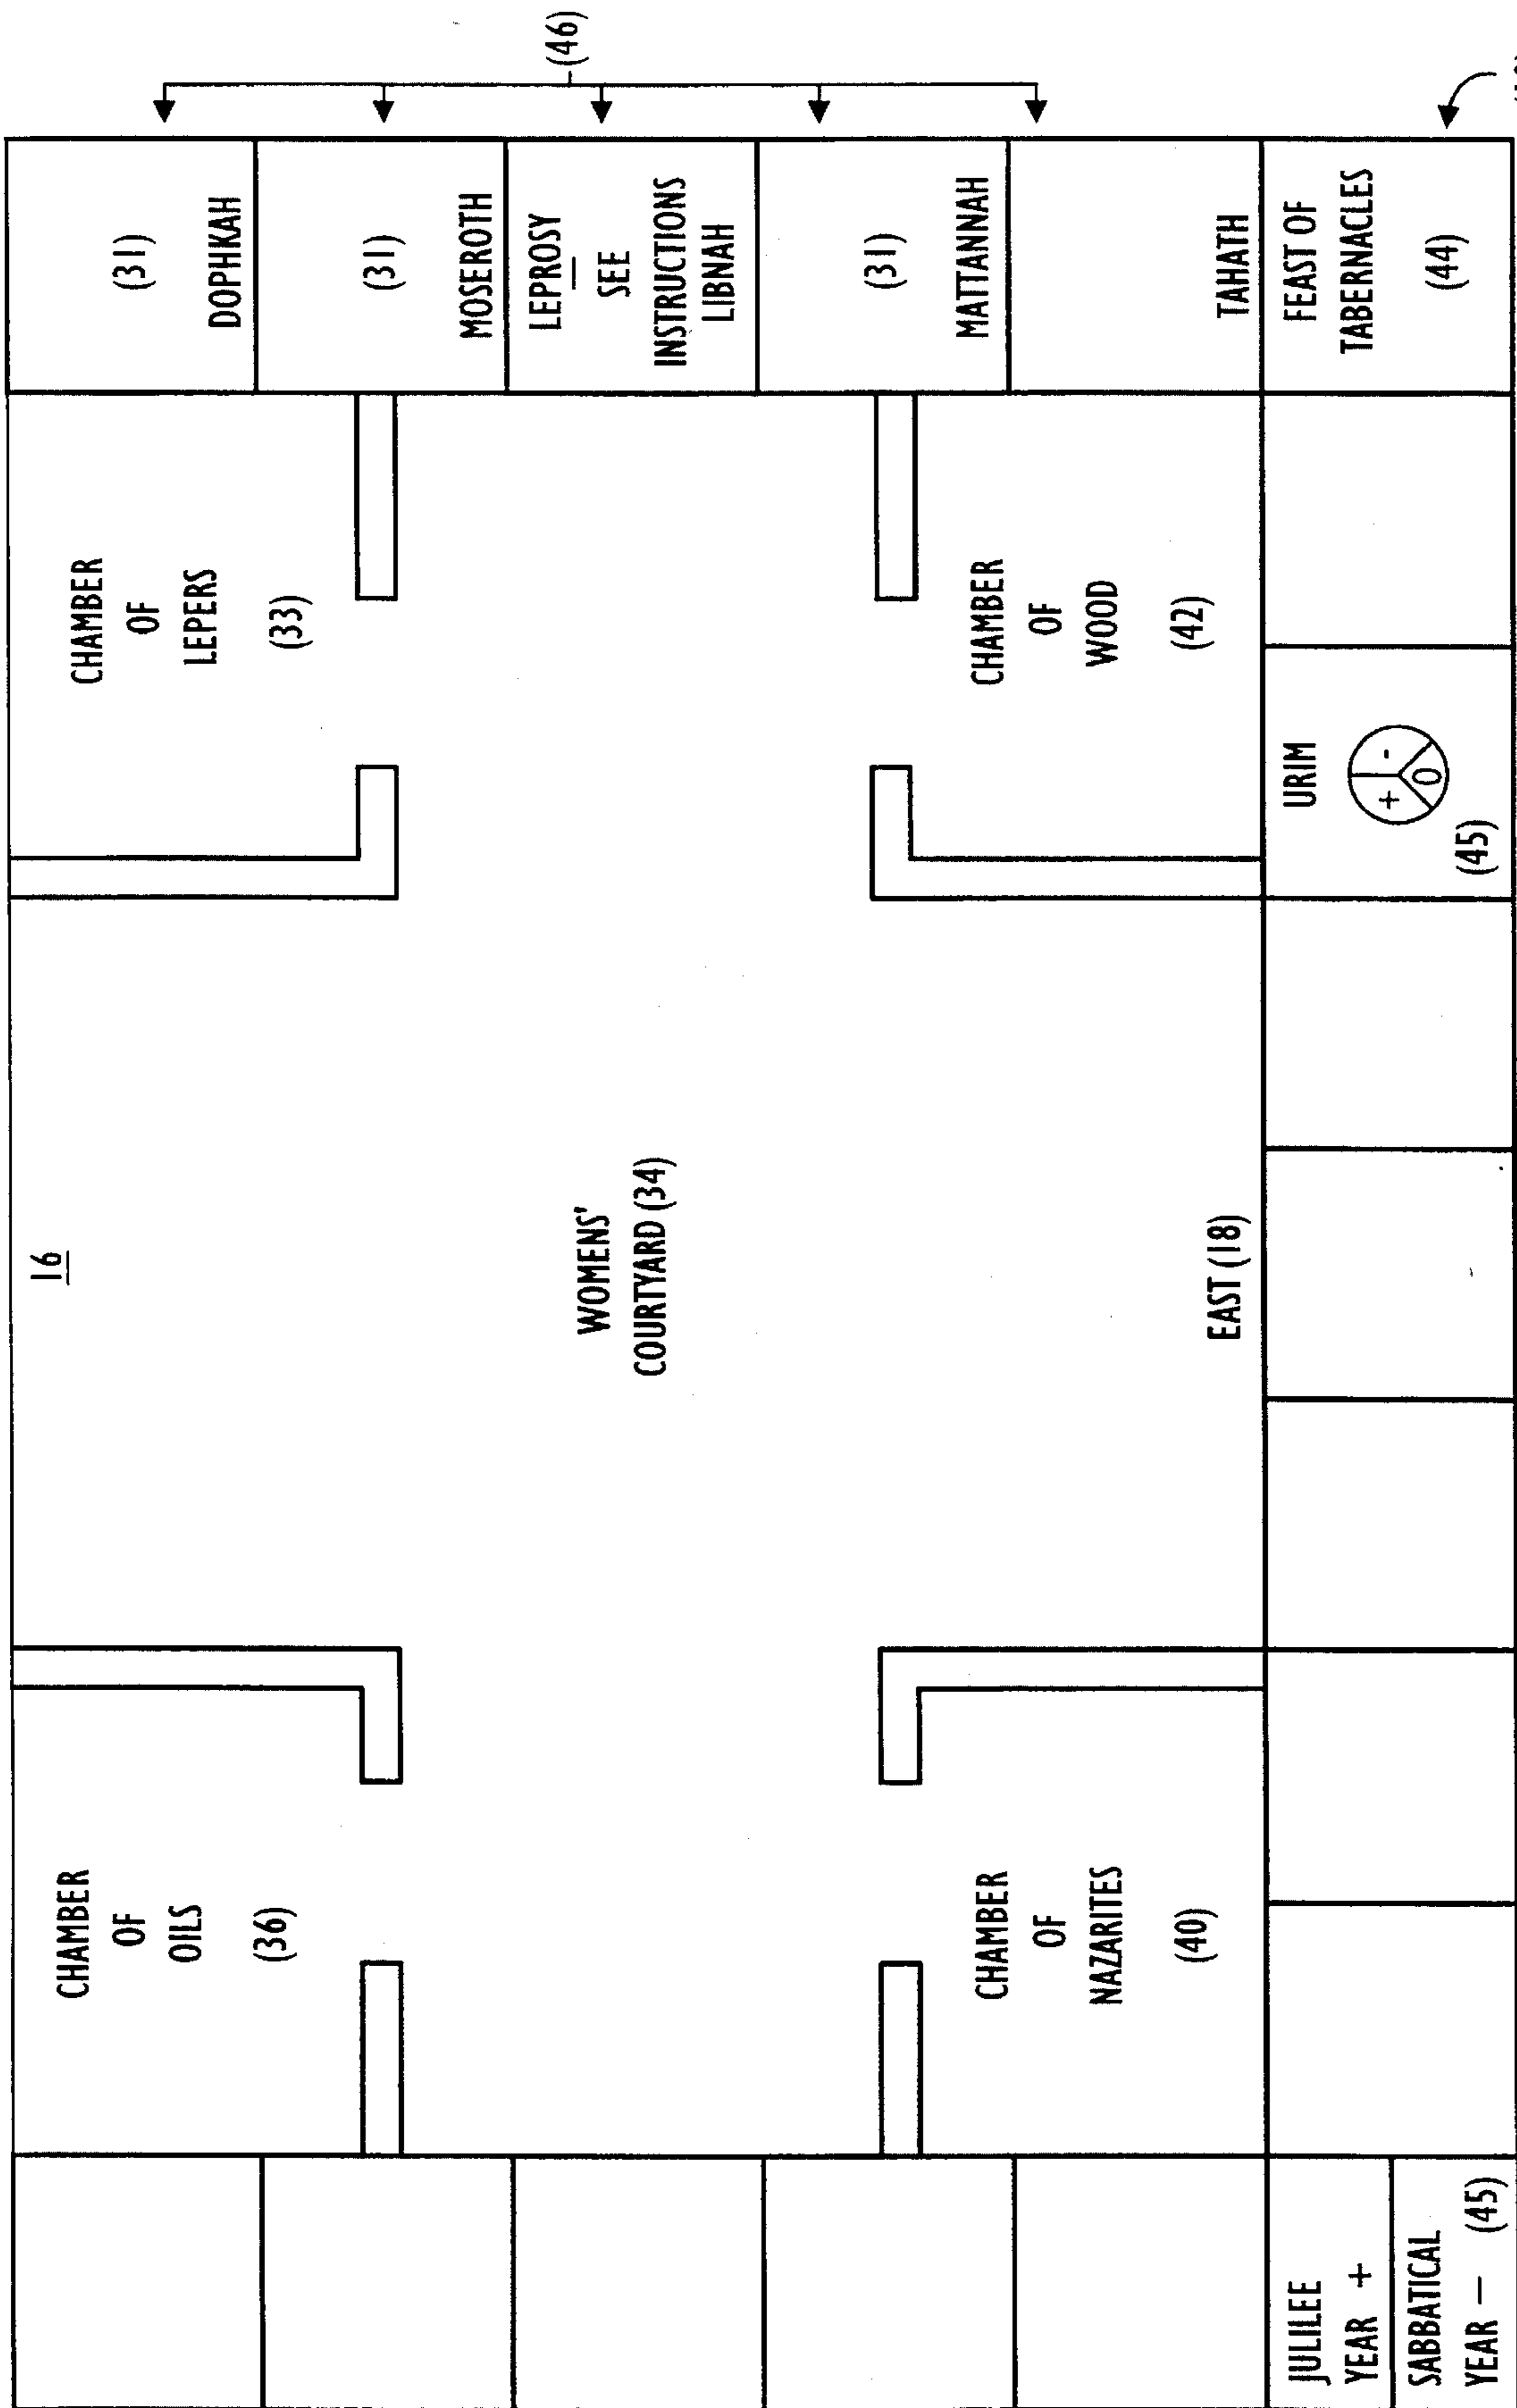 16
CHAMBER
OF
OILS
(36)
CHAMBER
OF
LEPERS
(33)
(31)
DOPHKAH
(31)
MOSEROTH
(46)
WOMENS'
COURTYARD (34)
LEPROSY
—
SEE
INSTRUCTIONS
LIBNAH
(31)
MATTANNAH
CHAMBER
OF
NAZARITES
(40)
CHAMBER
OF
WOOD
(42)
EAST (18)
TAHATH
JULILEE
YEAR +
SABBATICAL
YEAR — (45)
URIM
+ -
0
(45)
FEAST OF
TABERNACLES
(44)